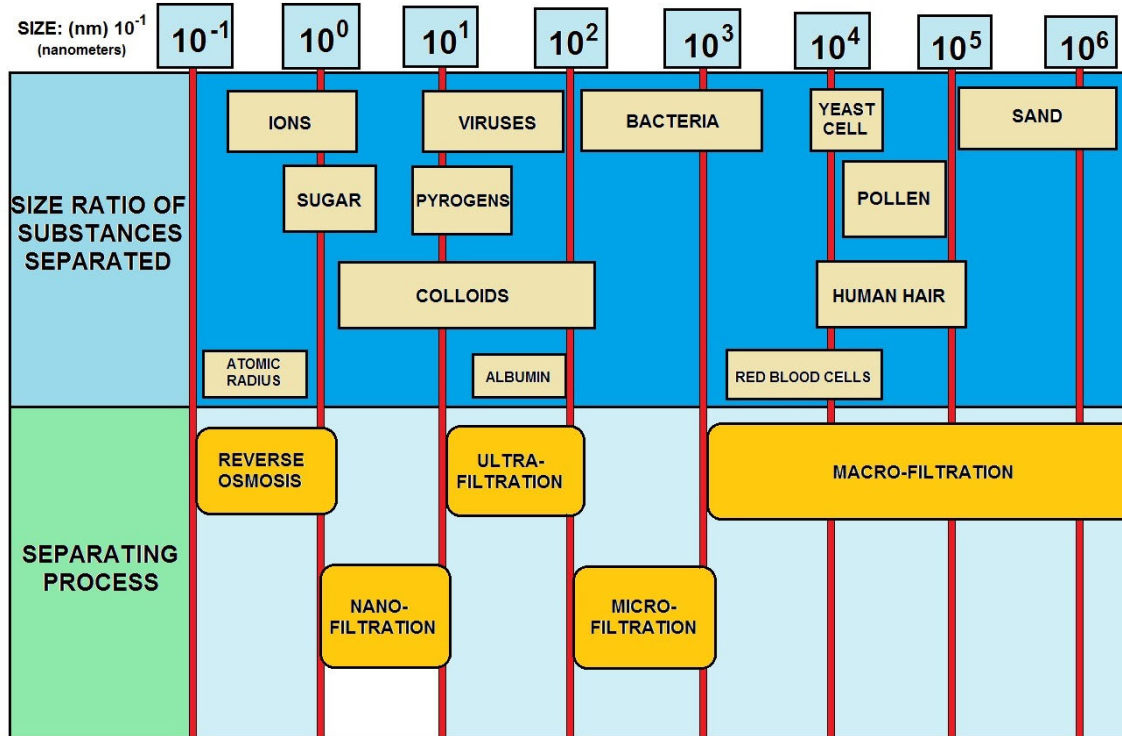 SIZE: (nm) 10⁻¹
(nanometers)
10⁻¹
10⁰
10¹
10²
10³
10⁴
10⁵
10⁶
SIZE RATIO OF
SUBSTANCES
SEPARATED
IONS
VIRUSES
BACTERIA
YEAST
CELL
SAND
SUGAR
PYROGENS
POLLEN
COLLOIDS
HUMAN HAIR
ATOMIC
RADIUS
ALBUMIN
RED BLOOD CELLS
SEPARATING
PROCESS
REVERSE
OSMOSIS
ULTRA-
FILTRATION
MACRO-FILTRATION
NANO-
FILTRATION
MICRO-
FILTRATION